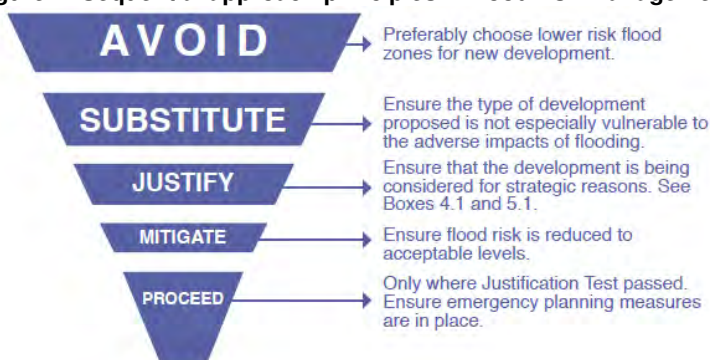 AVOID
Preferably choose lower risk flood
zones for new development.
SUBSTITUTE
Ensure the type of development
proposed is not especially vulnerable to
the adverse impacts of flooding.
JUSTIFY
Ensure that the development is being
considered for strategic reasons. See
Boxes 4.1 and 5.1.
MITIGATE
Ensure flood risk is reduced to
acceptable levels.
PROCEED
Only where Justification Test passed.
Ensure emergency planning measures
are in place.